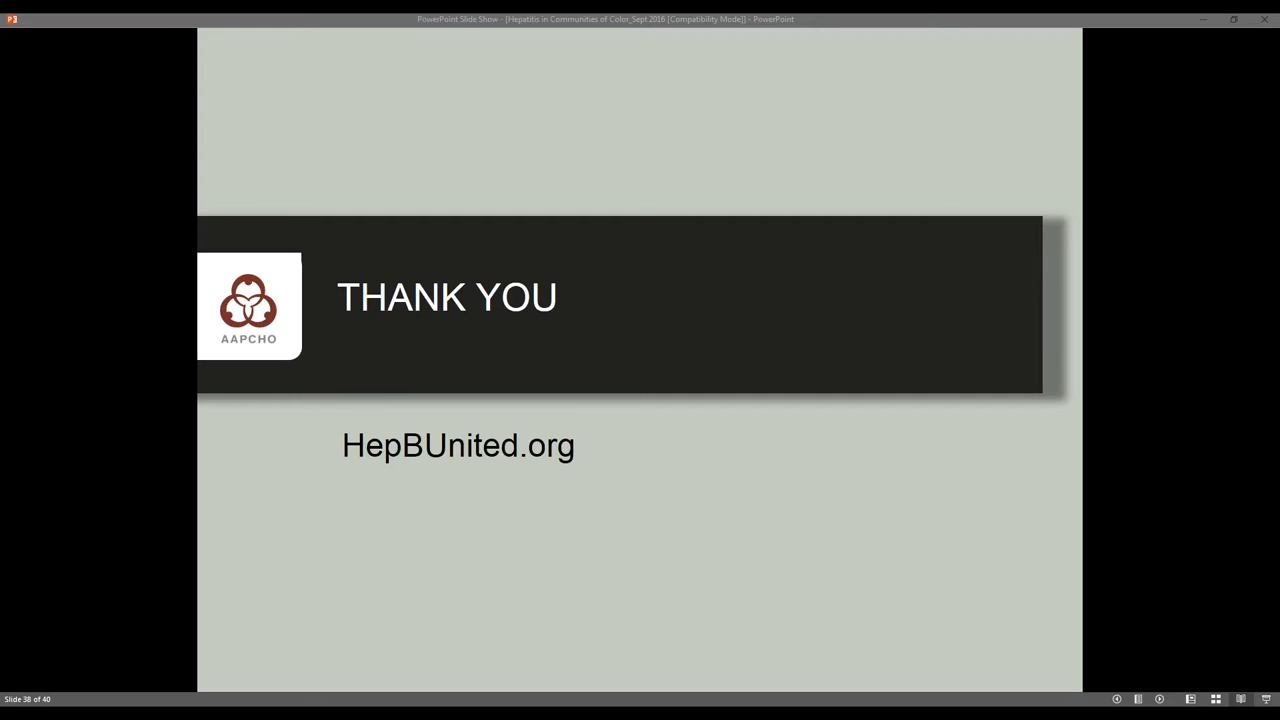 PowerPoint Slide Show - [Hepatitis in Communities of Color_Sept 2016 [Compatibility Mode]] - PowerPoint
THANK YOU
AAPCHO
HepBUnited.org
Slide 38 of 40